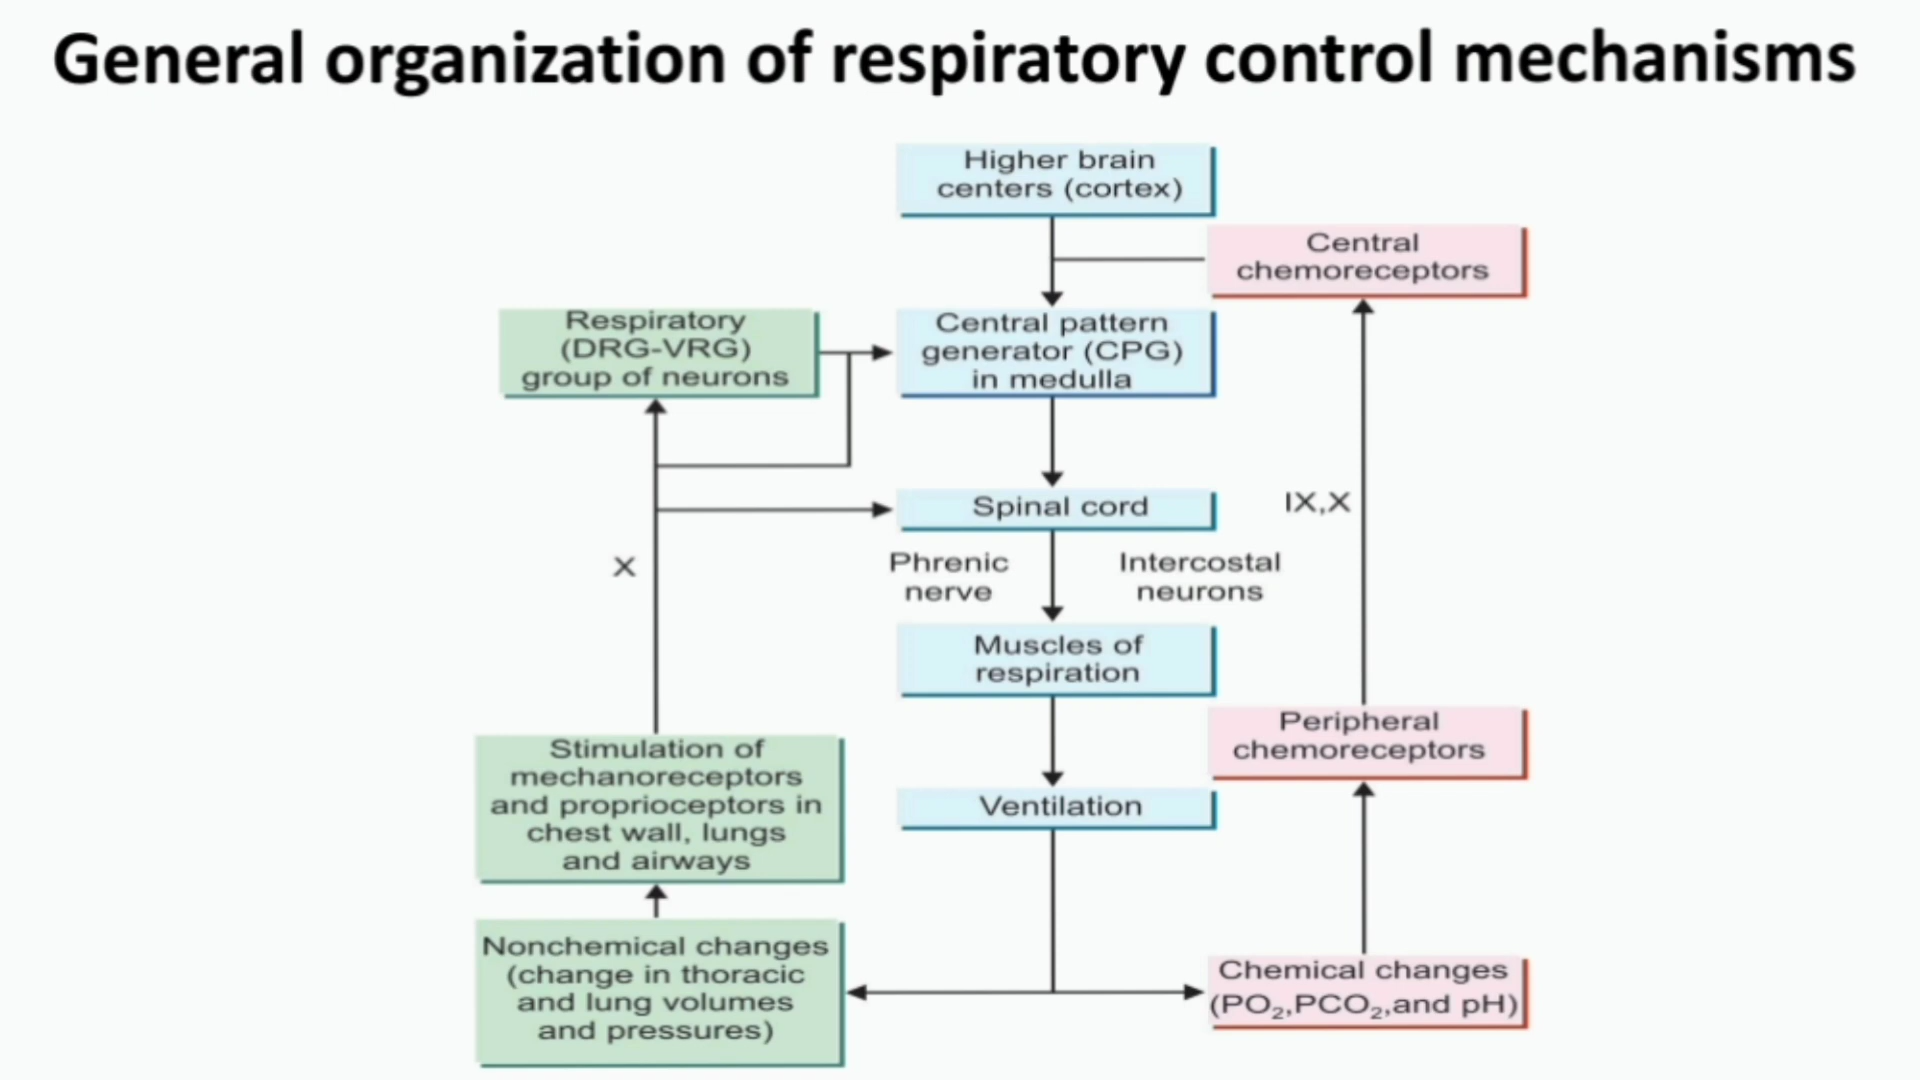 General organization of respiratory control mechanisms
Higher brain
centers (cortex)
Central
chemoreceptors
Respiratory
(DRG-VRG)
group of neurons
Central pattern
generator (CPG)
in medulla
Spinal cord
IX,X
X
Phrenic
nerve
Intercostal
neurons
Muscles of
respiration
Peripheral
chemoreceptors
Stimulation of
mechanoreceptors
and proprioceptors in
chest wall, lungs
and airways
Ventilation
Nonchemical changes
(change in thoracic
and lung volumes
and pressures)
Chemical changes
(PO₂,PCO₂,and pH)